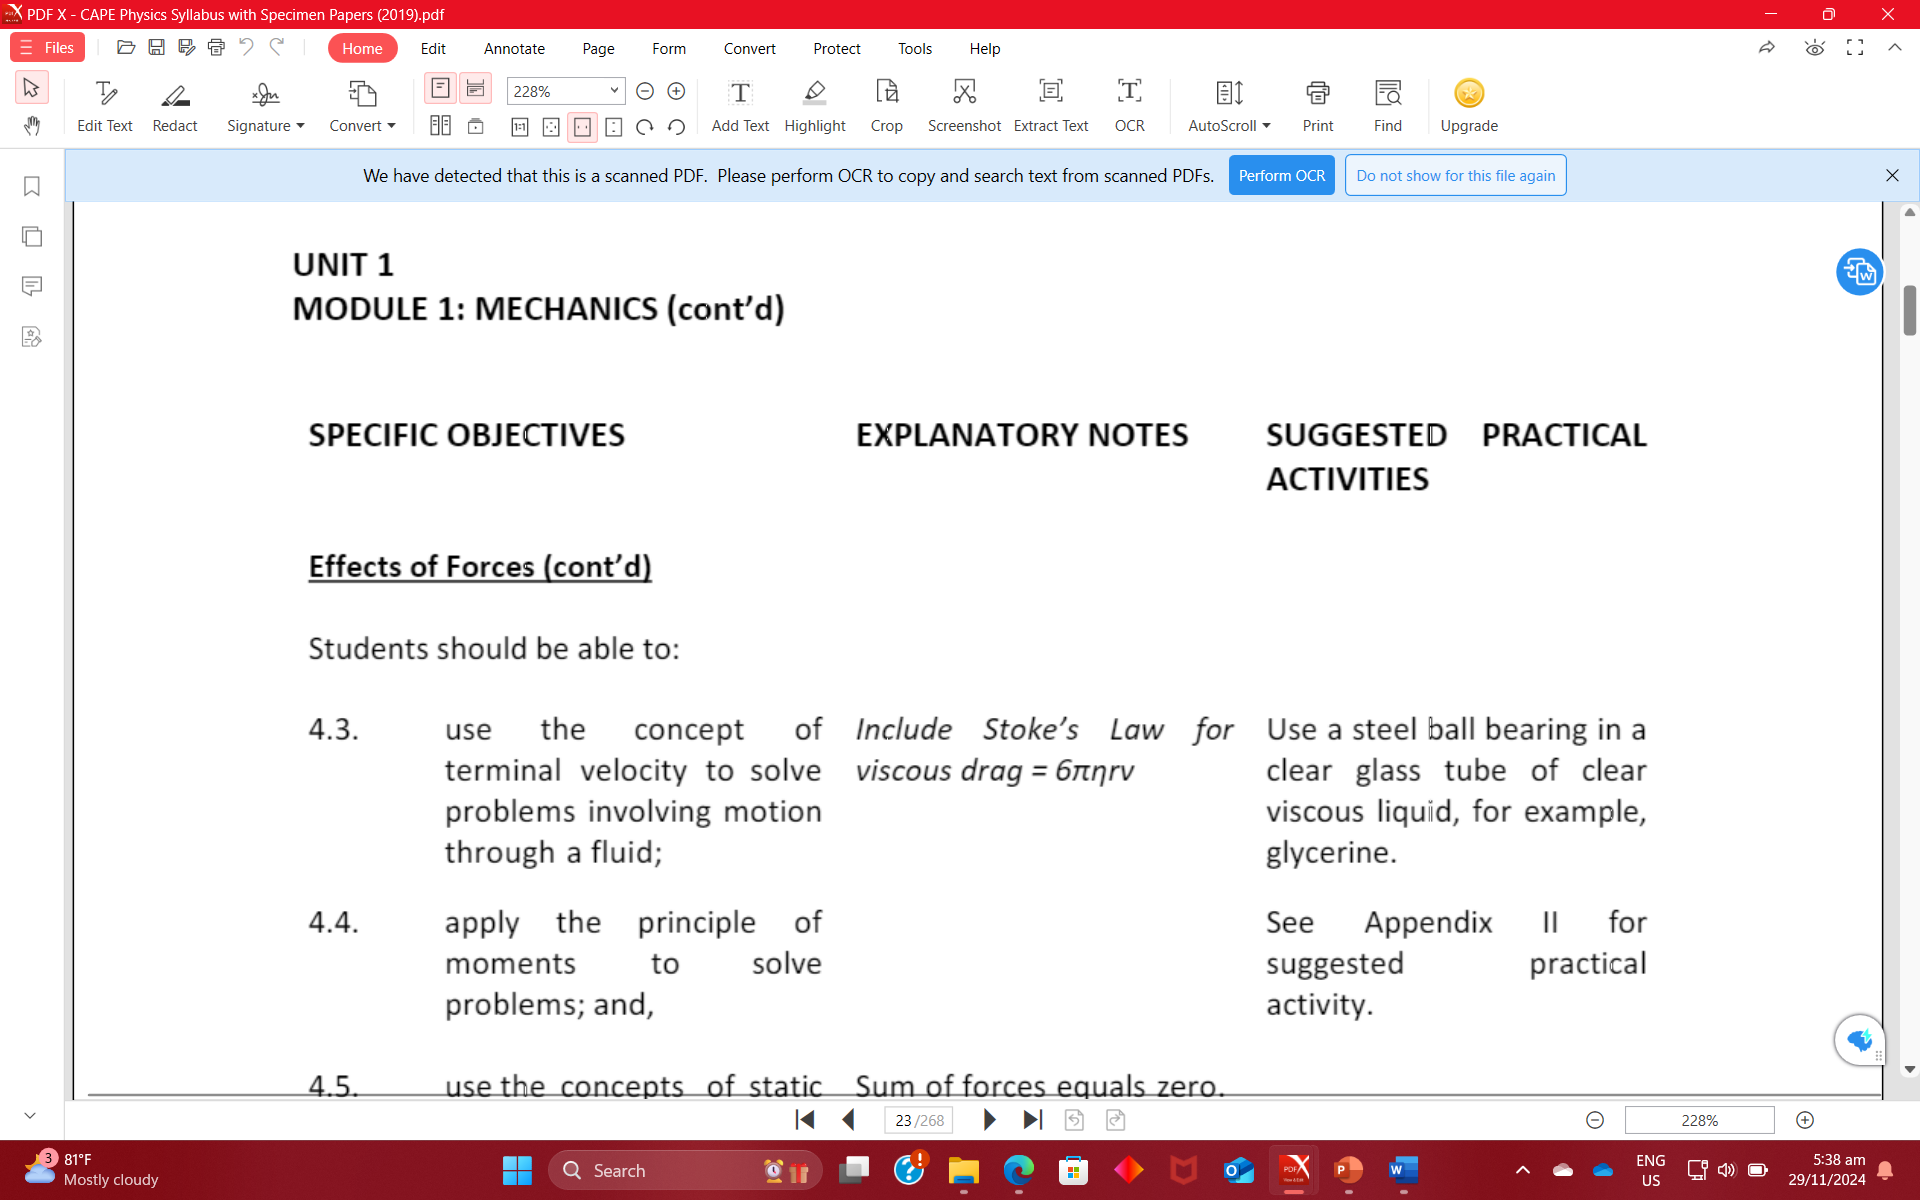 PDF X - CAPE Physics Syllabus with Specimen Papers (2019).pdf
Files
Home Edit Annotate Page Form Convert Protect Tools Help
228%
Edit Text Redact Signature Convert Add Text Highlight Crop Screenshot Extract Text OCR AutoScroll Print Find Upgrade
We have detected that this is a scanned PDF. Please perform OCR to copy and search text from scanned PDFs. Perform OCR Do not show for this file again
UNIT 1
MODULE 1: MECHANICS (cont’d)
SPECIFIC OBJECTIVES EXPLANATORY NOTES SUGGESTED PRACTICAL
ACTIVITIES
Effects of Forces (cont’d)
Students should be able to:
4.3. use the concept of Include Stoke’s Law for Use a steel ball bearing in a
terminal velocity to solve viscous drag = 6πηrv clear glass tube of clear
problems involving motion viscous liquid, for example,
through a fluid; glycerine.
4.4. apply the principle of See Appendix II for
moments to solve suggested practical
problems; and, activity.
4.5. use the concepts of static Sum of forces equals zero.
23 /268
228%
3 81°F
Mostly cloudy
Search
ENG
US
5:38 am
29/11/2024